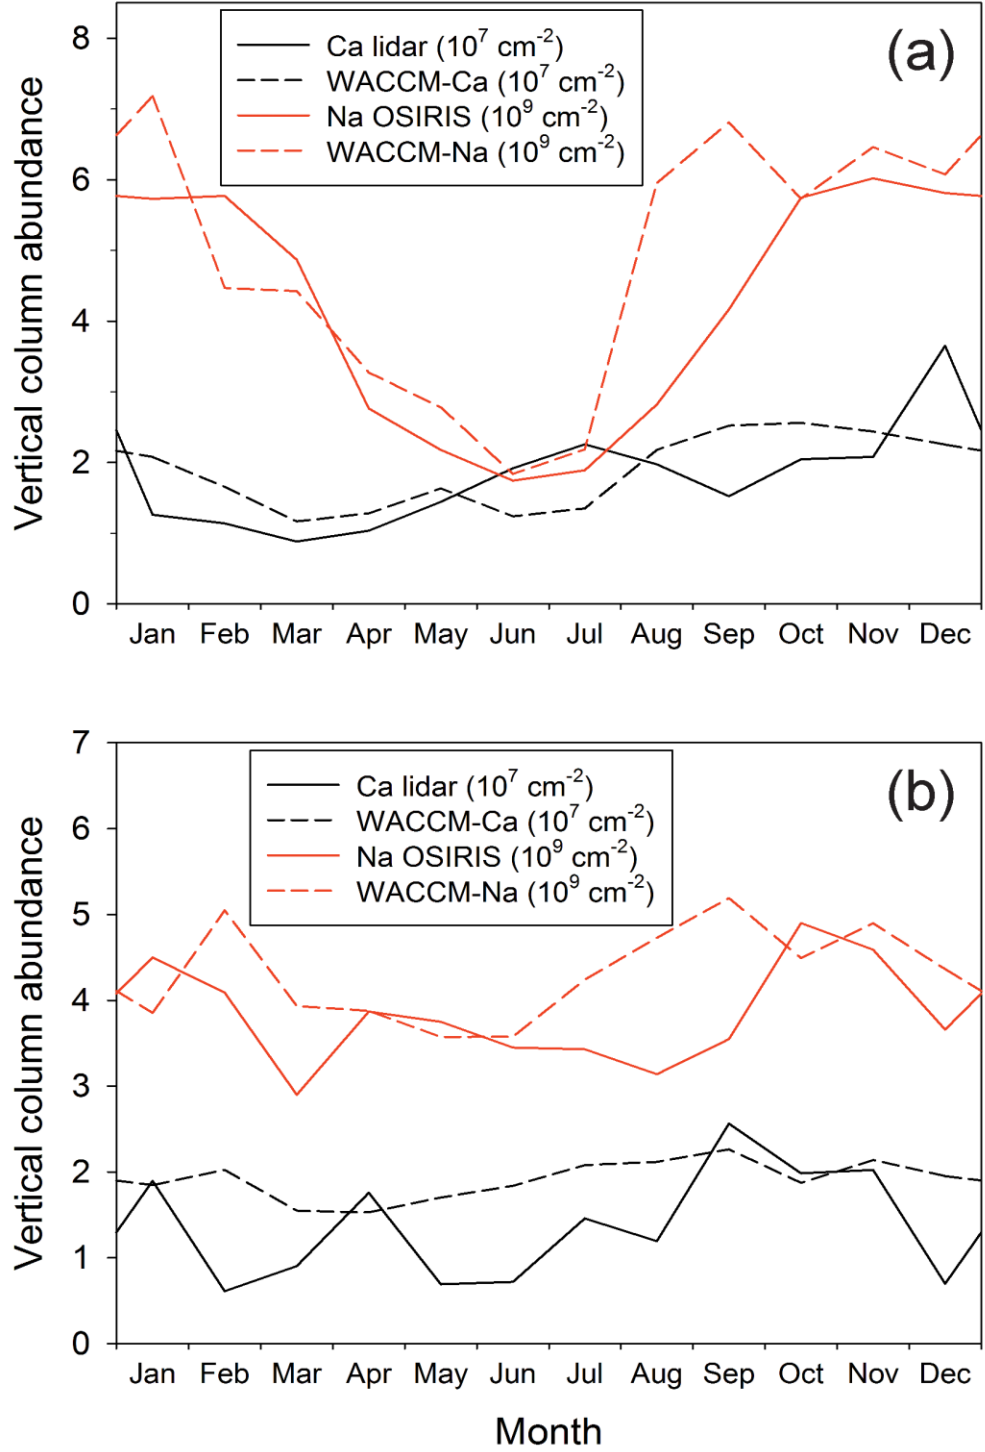 (a)
Ca lidar (10⁷ cm⁻²)
WACCM-Ca (10⁷ cm⁻²)
Na OSIRIS (10⁹ cm⁻²)
WACCM-Na (10⁹ cm⁻²)
Vertical column abundance
8
6
4
2
0
Jan Feb Mar Apr May Jun Jul Aug Sep Oct Nov Dec
(b)
Ca lidar (10⁷ cm⁻²)
WACCM-Ca (10⁷ cm⁻²)
Na OSIRIS (10⁹ cm⁻²)
WACCM-Na (10⁹ cm⁻²)
Vertical column abundance
7
6
5
4
3
2
1
0
Jan Feb Mar Apr May Jun Jul Aug Sep Oct Nov Dec
Month